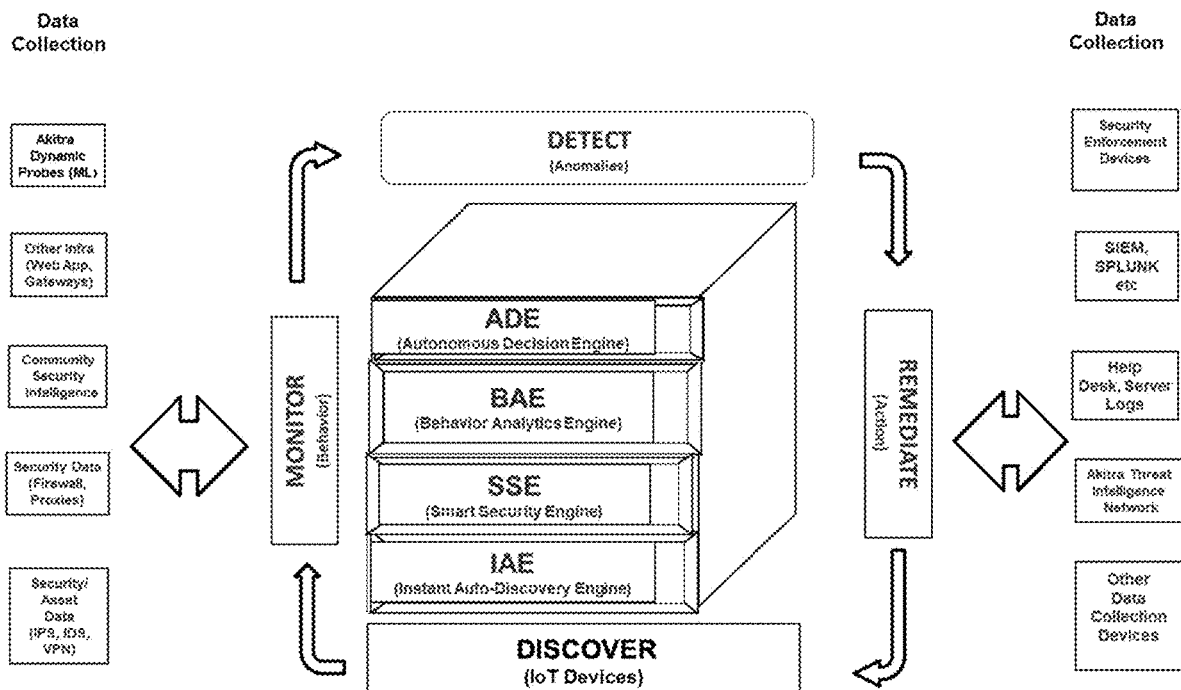 Data
Collection
Akitra
Dynamic
Probes (ML)
Other Infra
(Web App,
Gateways)
Community
Security
Intelligence
Security Data
(Firewall,
Proxies)
Security/
Asset
Data
(IPS, IDS,
VPN)
MONITOR
(Behavior)
DETECT
(Anomalies)
ADE
(Autonomous Decision Engine)
BAE
(Behavior Analytics Engine)
SSE
(Smart Security Engine)
IAE
(Instant Auto-Discovery Engine)
DISCOVER
(IoT Devices)
REMEDIATE
(Action)
Data
Collection
Security
Enforcement
Devices
SIEM,
SPLUNK
etc
Help
Desk, Server
Logs
Akitra Threat
Intelligence
Network
Other
Data
Collection
Devices